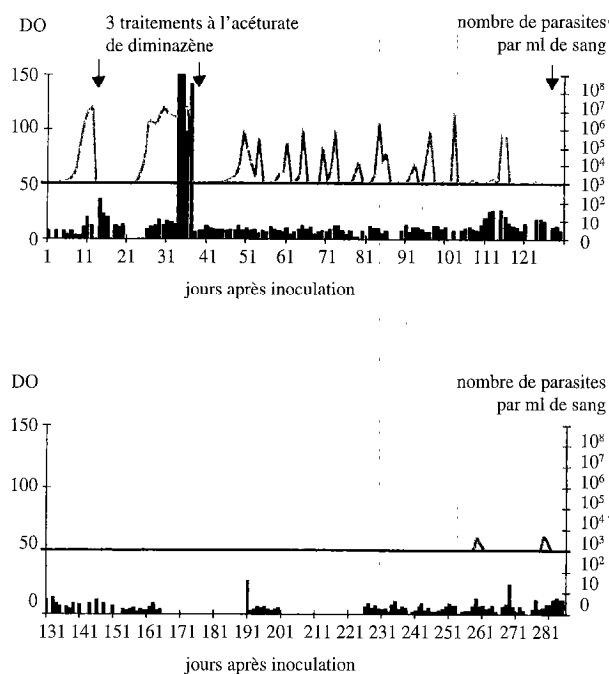 DO
3 traitements à l'acéturate
de diminazène
nombre de parasites
par ml de sang
150
100
50
0
10⁸
10⁷
10⁶
10⁵
10⁴
10³
10²
10
0
1 11 21 31 41 51 61 71 81 91 101 111 121
jours après inoculation
DO
nombre de parasites
par ml de sang
150
100
50
0
10⁸
10⁷
10⁶
10⁵
10⁴
10³
10²
10
0
131 141 151 161 171 181 191 201 211 221 231 241 251 261 271 281
jours après inoculation